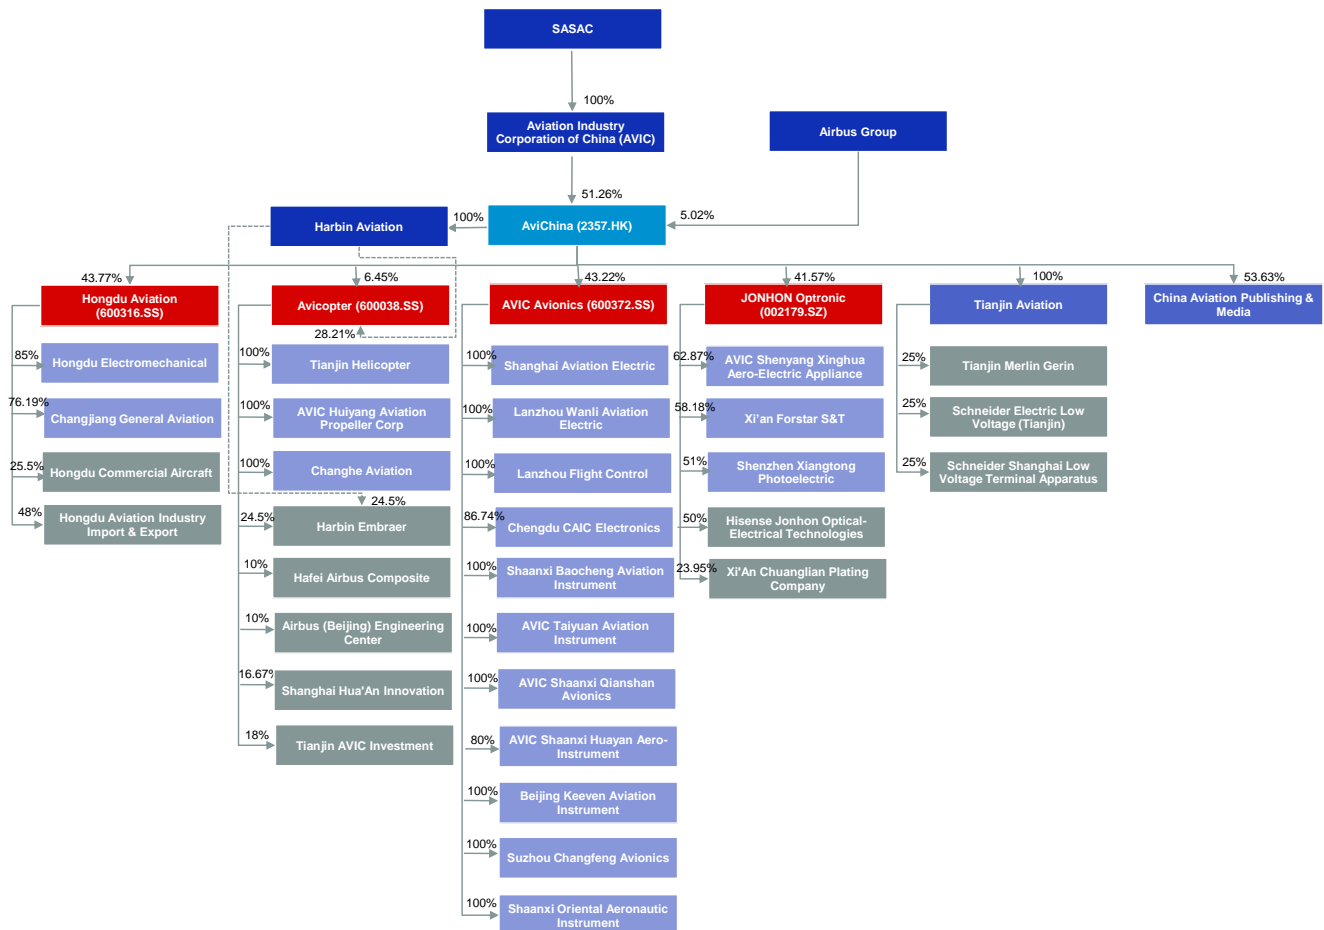 SASAC
100%
Aviation Industry
Corporation of China (AVIC)
Airbus Group
51.26%
Harbin Aviation
100%
AviChina (2357.HK)
5.02%
43.77%
6.45%
43.22%
41.57%
100%
53.63%
Hongdu Aviation
(600316.SS)
Avicopter (600038.SS)
AVIC Avionics (600372.SS)
JONHON Optronic
(002179.SZ)
Tianjin Aviation
China Aviation Publishing &
Media
28.21%
85%
Hongdu Electromechanical
76.19%
Changjiang General Aviation
25.5%
Hongdu Commercial Aircraft
48%
Hongdu Aviation Industry
Import & Export
100%
Tianjin Helicopter
100%
AVIC Huiyang Aviation
Propeller Corp
100%
Changhe Aviation
24.5%
24.5%
Harbin Embraer
10%
Hafei Airbus Composite
10%
Airbus (Beijing) Engineering
Center
16.67%
Shanghai Hua'An Innovation
18%
Tianjin AVIC Investment
100%
Shanghai Aviation Electric
100%
Lanzhou Wanli Aviation
Electric
100%
Lanzhou Flight Control
86.74%
Chengdu CAIC Electronics
100%
Shaanxi Baocheng Aviation
Instrument
100%
AVIC Taiyuan Aviation
Instrument
100%
AVIC Shaanxi Qianshan
Avionics
80%
AVIC Shaanxi Huayan Aero-
Instrument
100%
Beijing Keeven Aviation
Instrument
100%
Suzhou Changfeng Avionics
100%
Shaanxi Oriental Aeronautic
Instrument
62.87%
AVIC Shenyang Xinghua
Aero-Electric Appliance
58.18%
Xi’an Forstar S&T
51%
Shenzhen Xiangtong
Photoelectric
50%
Hisense Jonhon Optical-
Electrical Technologies
23.95%
Xi'An Chuanglian Plating
Company
25%
Tianjin Merlin Gerin
25%
Schneider Electric Low
Voltage (Tianjin)
25%
Schneider Shanghai Low
Voltage Terminal Apparatus